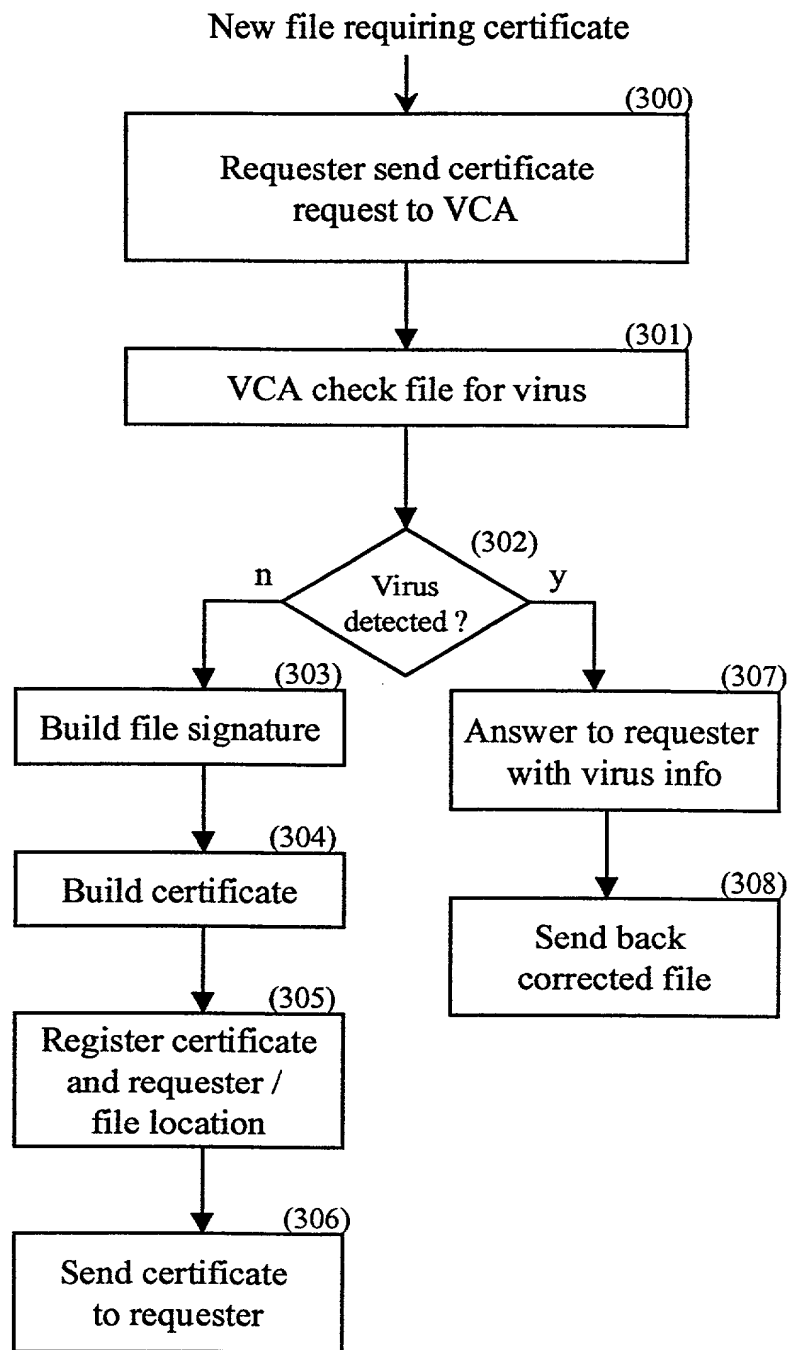 New file requiring certificate
(300)
Requester send certificate
request to VCA
(301)
VCA check file for virus
(302)
n
y
Virus
detected ?
(303)
Build file signature
(304)
Build certificate
(305)
Register certificate
and requester /
file location
(306)
Send certificate
to requester
(307)
Answer to requester
with virus info
(308)
Send back
corrected file